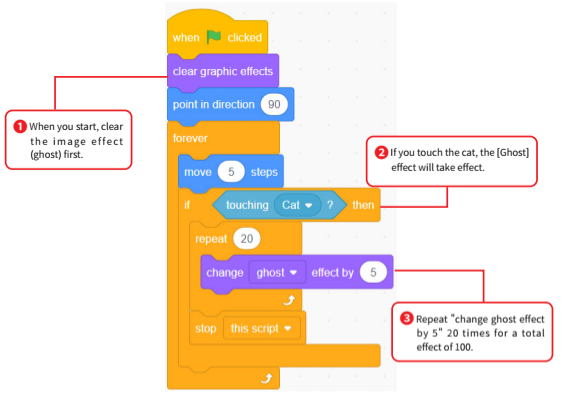 when clicked
clear graphic effects
point in direction 90
forever
move 5 steps
if touching Cat ? then
repeat 20
change ghost effect by 5
stop this script
1 When you start, clear
the image effect
(ghost) first.
2 If you touch the cat, the [Ghost]
effect will take effect.
3 Repeat "change ghost effect
by 5" 20 times for a total
effect of 100.